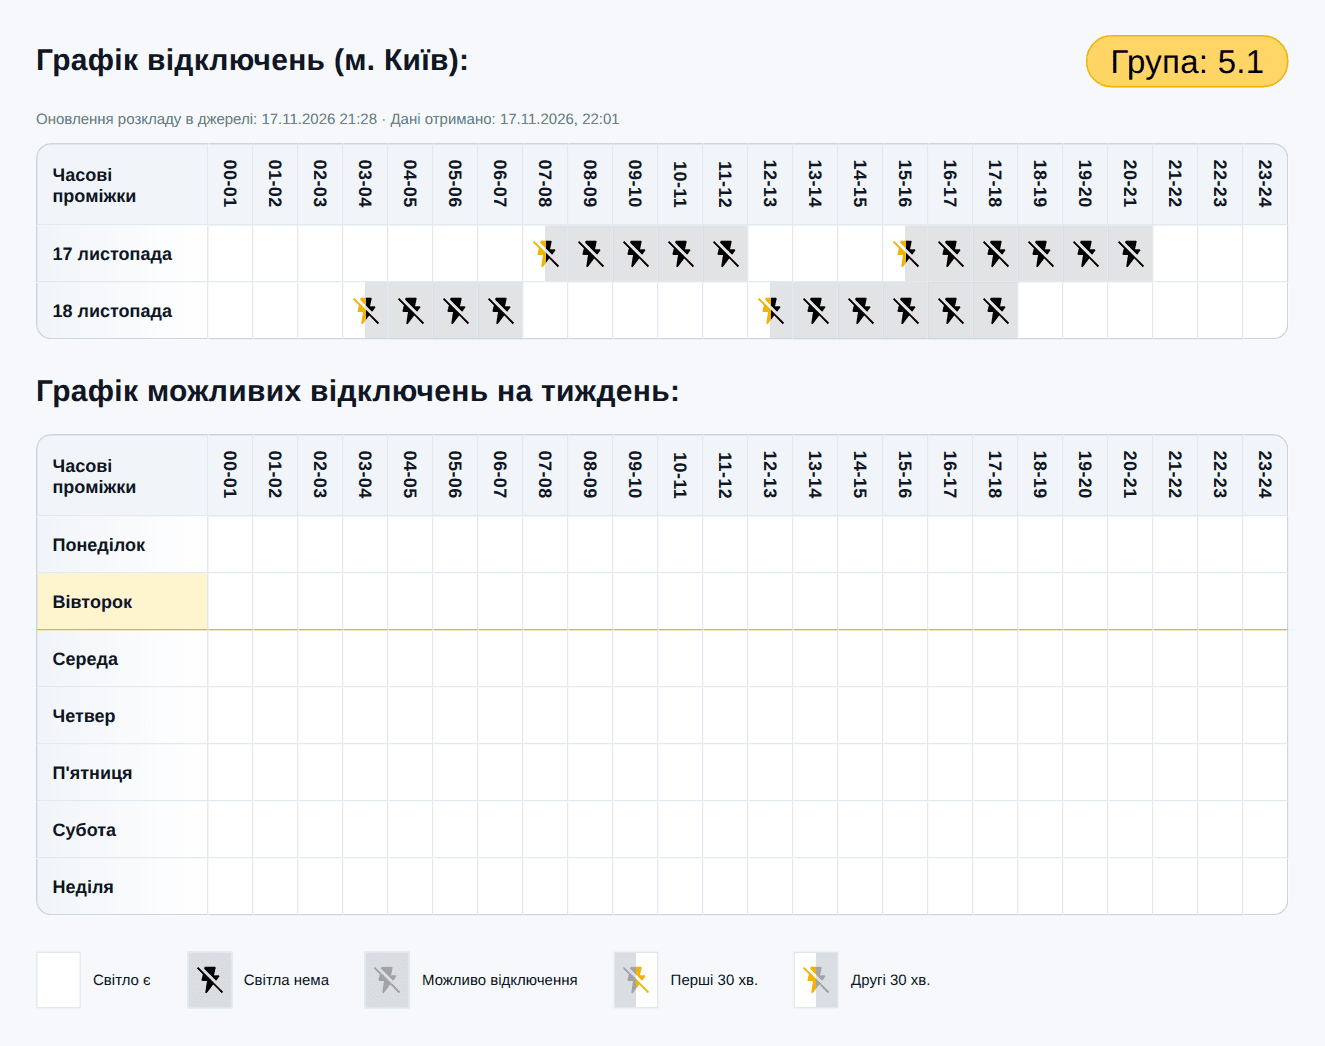 Графік відключень (м. Київ):
Група: 5.1
Оновлення розкладу в джерелі: 17.11.2026 21:28 · Дані отримано: 17.11.2026, 22:01
Часові
проміжки
00-01
01-02
02-03
03-04
04-05
05-06
06-07
07-08
08-09
09-10
10-11
11-12
12-13
13-14
14-15
15-16
16-17
17-18
18-19
19-20
20-21
21-22
22-23
23-24
17 листопада
18 листопада
Графік можливих відключень на тиждень:
Часові
проміжки
00-01
01-02
02-03
03-04
04-05
05-06
06-07
07-08
08-09
09-10
10-11
11-12
12-13
13-14
14-15
15-16
16-17
17-18
18-19
19-20
20-21
21-22
22-23
23-24
Понеділок
Вівторок
Середа
Четвер
П'ятниця
Субота
Неділя
Світло є
Світла нема
Можливо відключення
Перші 30 хв.
Другі 30 хв.